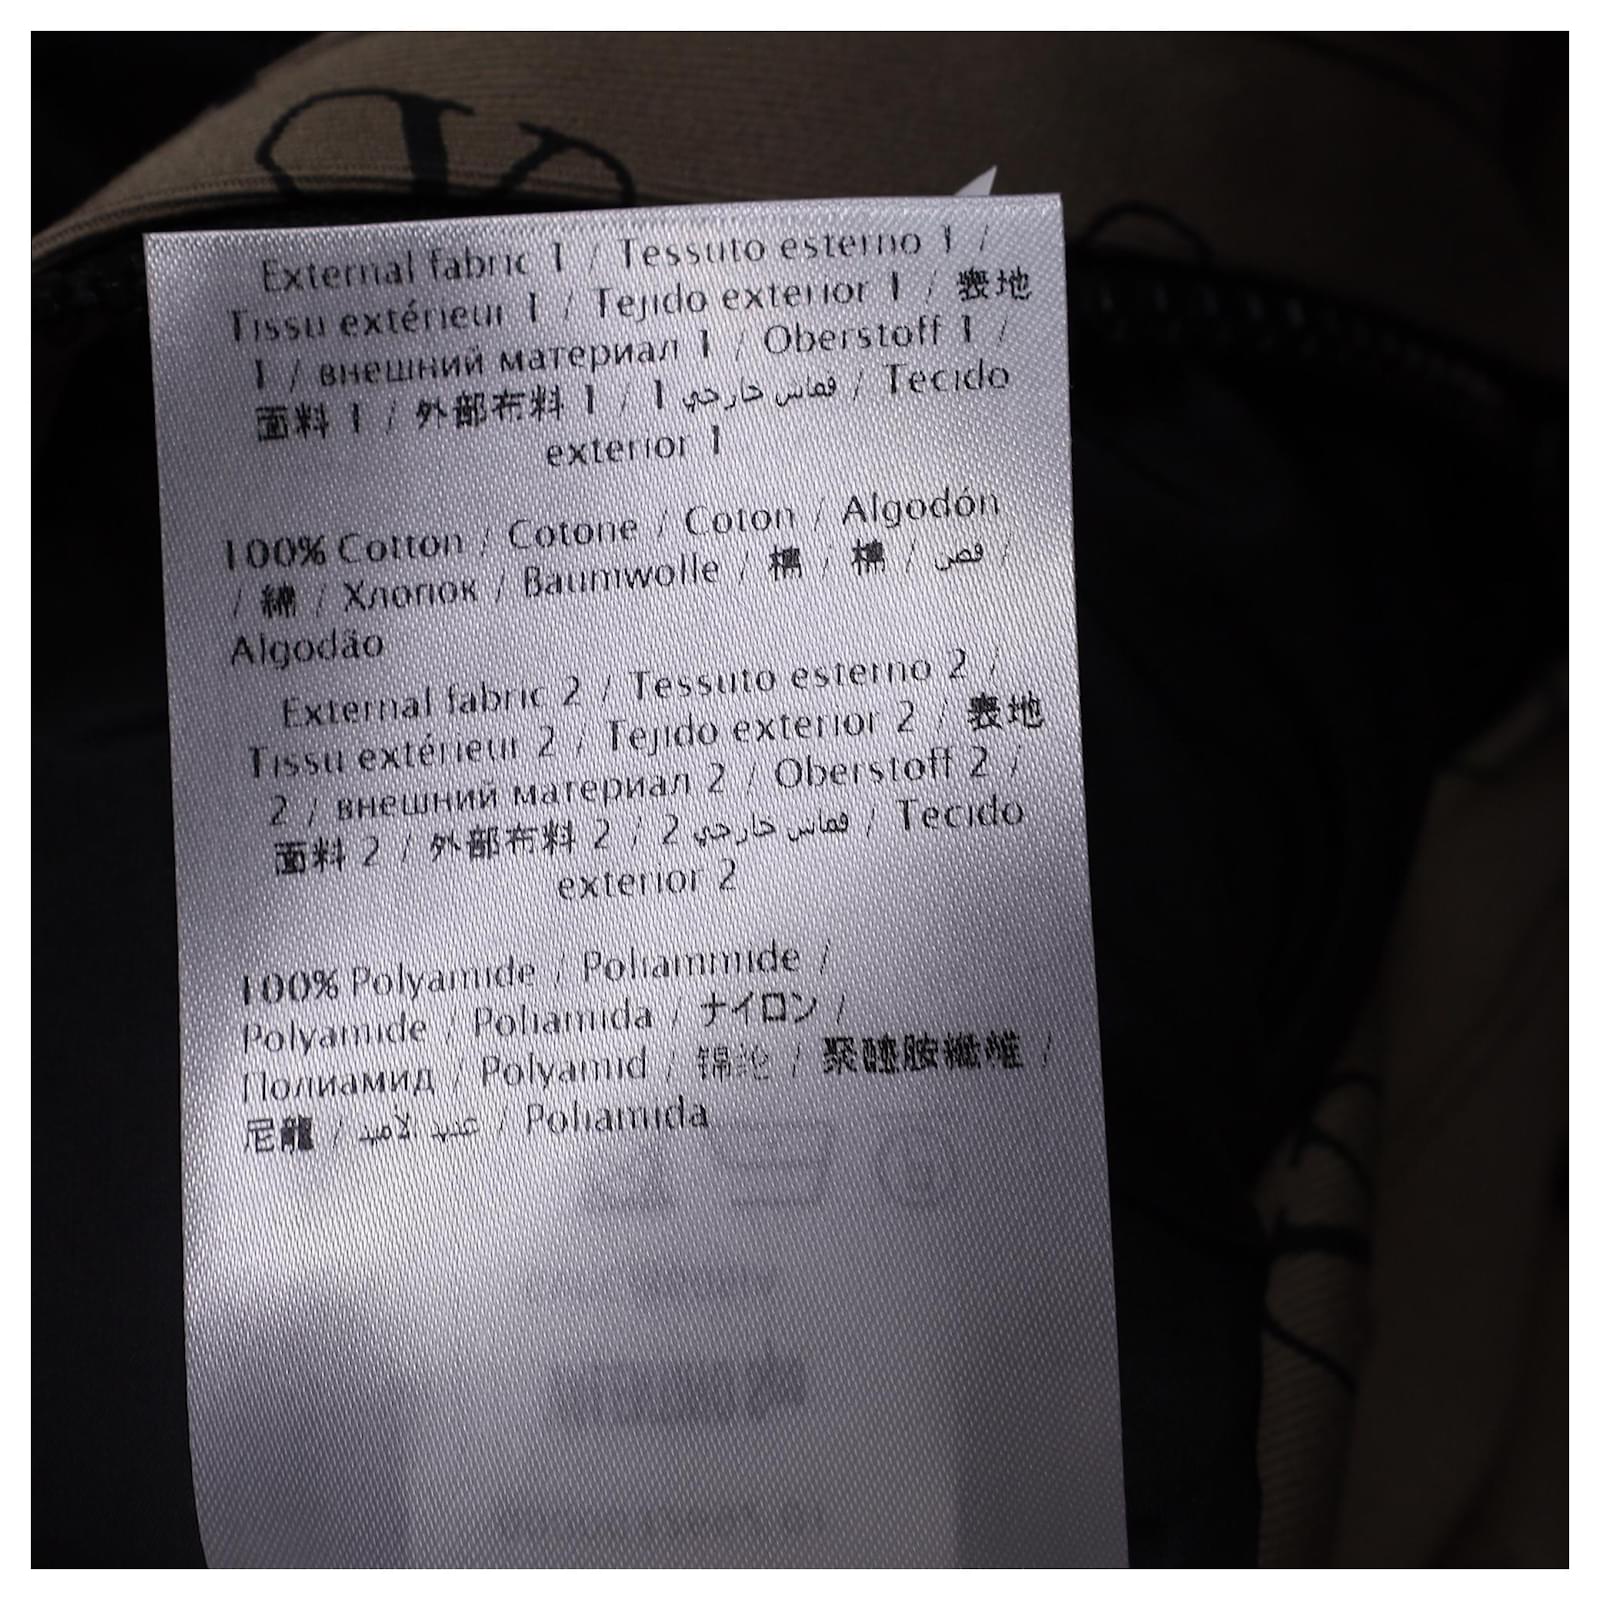 External fabric 1 / Tessuto esterno 1 /
Tissu extérieur 1 / Tejido exterior 1 / 表地
1 / внешний материал 1 / Oberstoff 1 /
面料 1 / 外部布料 1 / 1 قماس خارجي / Tecido
exterior 1
100% Cotton / Cotone / Coton / Algodón
/ 綿 / Хлопок / Baumwolle / 棉 / 棉 / قطن /
Algodão
External fabric 2 / Tessuto esterno 2 /
Tissu extérieur 2 / Tejido exterior 2 / 表地
2 / внешний материал 2 / Oberstoff 2 /
面料 2 / 外部布料 2 / 2 قماس خارجي / Tecido
exterior 2
100% Polyamide / Poliammide /
Polyamide / Poliamida / ナイロン /
Полиамид / Polyamid / 锦纶 / 聚醯胺纖維 /
尼龍 / / Poliamida